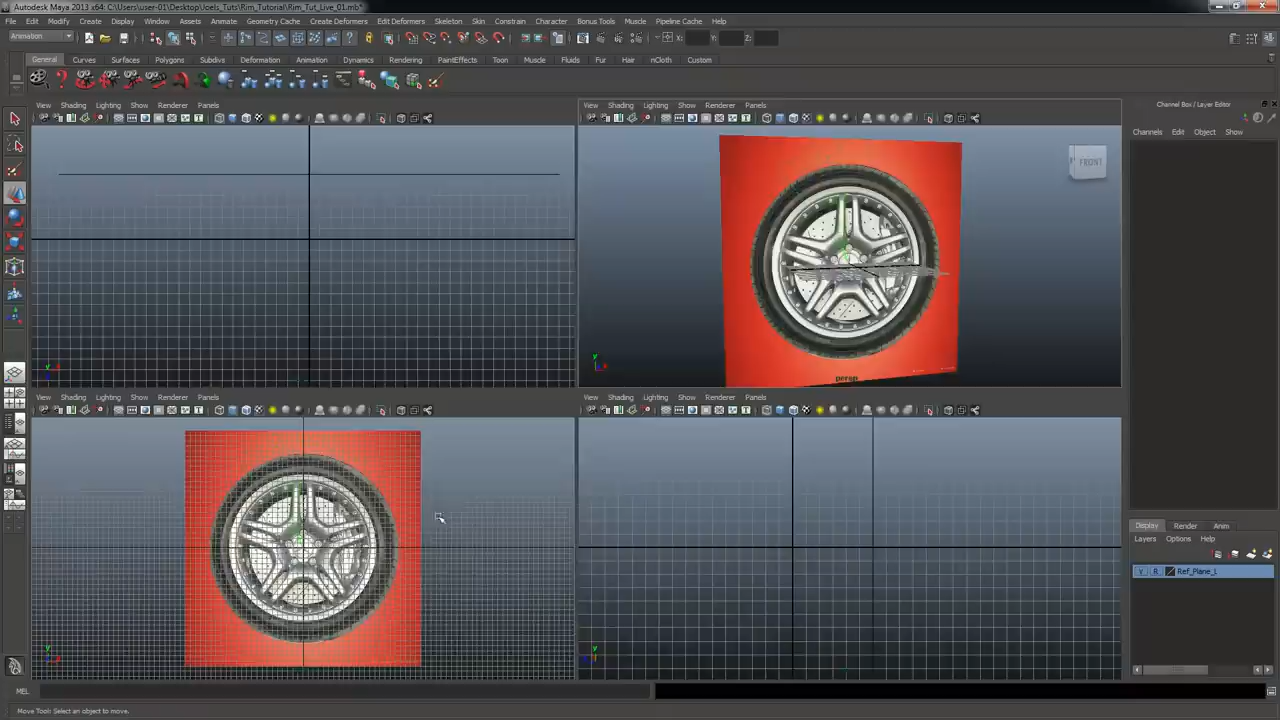 Autodesk Maya 2013 x64: C:\Users\user-01\Desktop\Joels_Tuts\Rim_Tutorial\Rim_Tut_Live_01.mb*
File Edit Modify Create Display Window Assets Animate Geometry Cache Create Deformers Edit Deformers Skeleton Skin Constrain Character Bonus Tools Muscle Pipeline Cache Help
Animation X: Y: Z:
General Curves Surfaces Polygons Subdivs Deformation Animation Dynamics Rendering PaintEffects Toon Muscle Fluids Fur Hair nCloth Custom
Channel Box / Layer Editor
View Shading Lighting Show Renderer Panels
View Shading Lighting Show Renderer Panels
Channels Edit Object Show
FRONT
persp
View Shading Lighting Show Renderer Panels
View Shading Lighting Show Renderer Panels
Display Render Anim
Layers Options Help
V R Ref_Plane_1
MEL
Move Tool: Select an object to move.